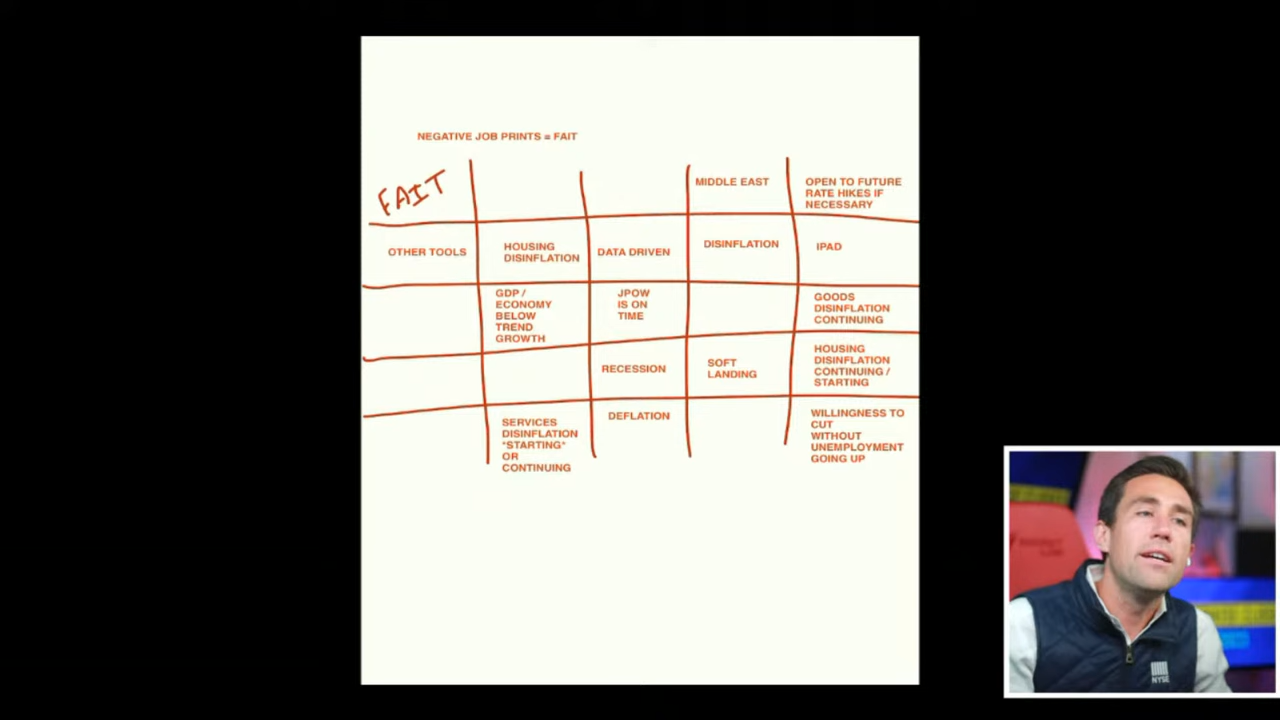 NEGATIVE JOB PRINTS = FAIT
FAIT
MIDDLE EAST
OPEN TO FUTURE
RATE HIKES IF
NECESSARY
OTHER TOOLS
HOUSING
DISINFLATION
DATA DRIVEN
DISINFLATION
IPAD
GDP /
ECONOMY
BELOW
TREND
GROWTH
JPOW
IS ON
TIME
GOODS
DISINFLATION
CONTINUING
RECESSION
SOFT
LANDING
HOUSING
DISINFLATION
CONTINUING /
STARTING
SERVICES
DISINFLATION
*STARTING*
OR
CONTINUING
DEFLATION
WILLINGNESS TO
CUT
WITHOUT
UNEMPLOYMENT
GOING UP
NYSE